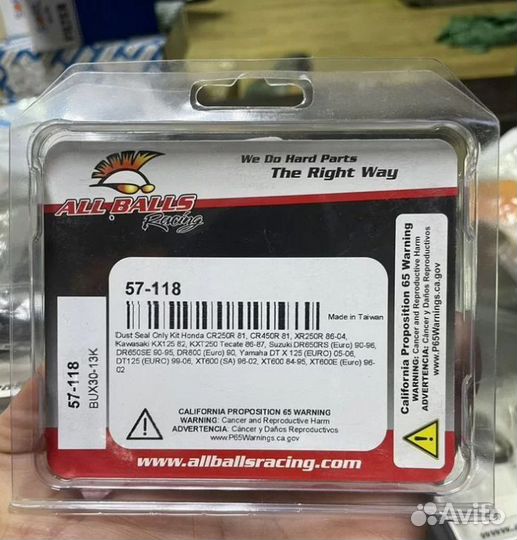 We Do Hard Parts
The Right Way
ALL BALLS
Racing
57-118
Made in Taiwan
Dust Seal Only Kit Honda CR250R 81, CR450R 81, XR250R 86-04,
Kawasaki KX125 82, KXT250 Tecate 86-87, Suzuki DR650RS (Euro) 90-96,
DR650SE 90-95, DR800 (Euro) 90, Yamaha DT X 125 (EURO) 05-06,
DT125 (EURO) 99-06, XT600 (SA) 96-02, XT600 84-95, XT600E (Euro) 96-
02
CALIFORNIA PROPOSITION 65 WARNING
WARNING: Cancer and Reproductive Harm
ADVERTENCIA: Cáncer y Daños Reproductivos
www.P65Warnings.ca.gov
www.allballsracing.com
57-118
BUX30-13K
California Proposition 65 Warning
WARNING: Cancer and Reproductive Harm
ADVERTENCIA: Cáncer y Daños Reproductivos
www.P65Warnings.ca.gov
Avito